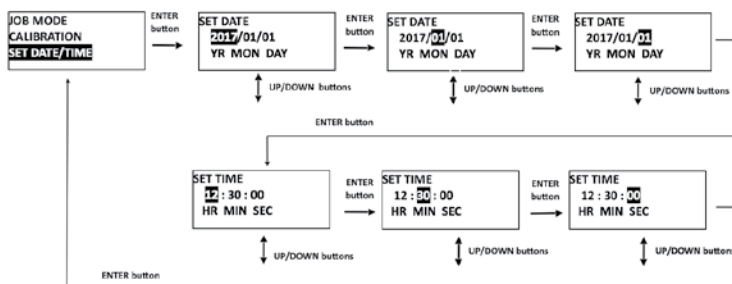 JOB MODE
CALIBRATION
SET DATE/TIME
ENTER
button
SET DATE
2017/01/01
YR MON DAY
UP/DOWN buttons
ENTER
button
SET DATE
2017/01/01
YR MON DAY
UP/DOWN buttons
ENTER
button
SET DATE
2017/01/01
YR MON DAY
UP/DOWN buttons
ENTER button
SET TIME
12 : 30 : 00
HR MIN SEC
UP/DOWN buttons
ENTER
button
SET TIME
12 : 30 : 00
HR MIN SEC
UP/DOWN buttons
ENTER
button
SET TIME
12 : 30 : 00
HR MIN SEC
UP/DOWN buttons
ENTER button